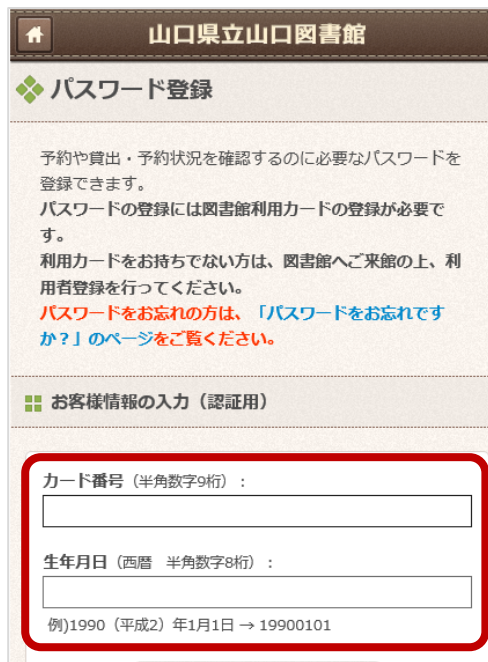 山口県立山口図書館
パスワード登録
予約や貸出・予約状況を確認するのに必要なパスワードを
登録できます。
パスワードの登録には図書館利用カードの登録が必要で
す。
利用カードをお持ちでない方は、図書館へご来館の上、利
用者登録を行ってください。
パスワードをお忘れの方は、「パスワードをお忘れです
か？」のページをご覧ください。
お客様情報の入力（認証用）
カード番号（半角数字9桁）：
生年月日（西暦　半角数字8桁）：
例)1990（平成2）年1月1日 → 19900101